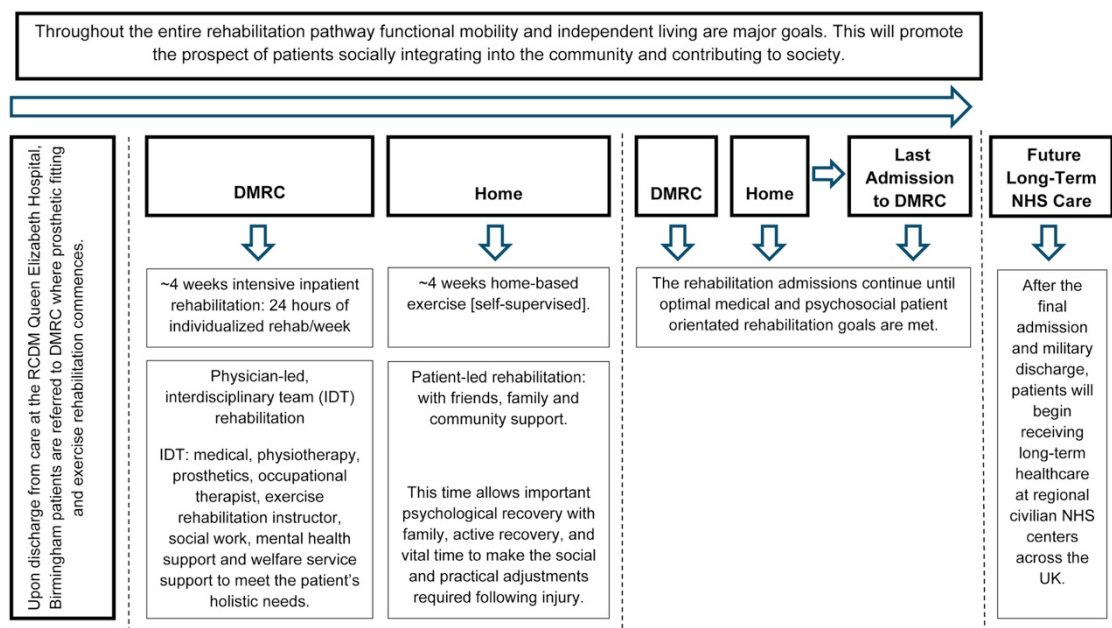 Throughout the entire rehabilitation pathway functional mobility and independent living are major goals. This will promote
the prospect of patients socially integrating into the community and contributing to society.
Upon discharge from care at the RCDM Queen Elizabeth Hospital,
Birmingham patients are referred to DMRC where prosthetic fitting
and exercise rehabilitation commences.
DMRC
~4 weeks intensive inpatient
rehabilitation: 24 hours of
individualized rehab/week
Physician-led,
interdisciplinary team (IDT)
rehabilitation
IDT: medical, physiotherapy,
prosthetics, occupational
therapist, exercise
rehabilitation instructor,
social work, mental health
support and welfare service
support to meet the patient's
holistic needs.
Home
~4 weeks home-based
exercise [self-supervised].
Patient-led rehabilitation:
with friends, family and
community support.
This time allows important
psychological recovery with
family, active recovery, and
vital time to make the social
and practical adjustments
required following injury.
DMRC
Home
Last
Admission
to DMRC
The rehabilitation admissions continue until
optimal medical and psychosocial patient
orientated rehabilitation goals are met.
Future
Long-Term
NHS Care
After the
final
admission
and military
discharge,
patients will
begin
receiving
long-term
healthcare
at regional
civilian NHS
centers
across the
UK.